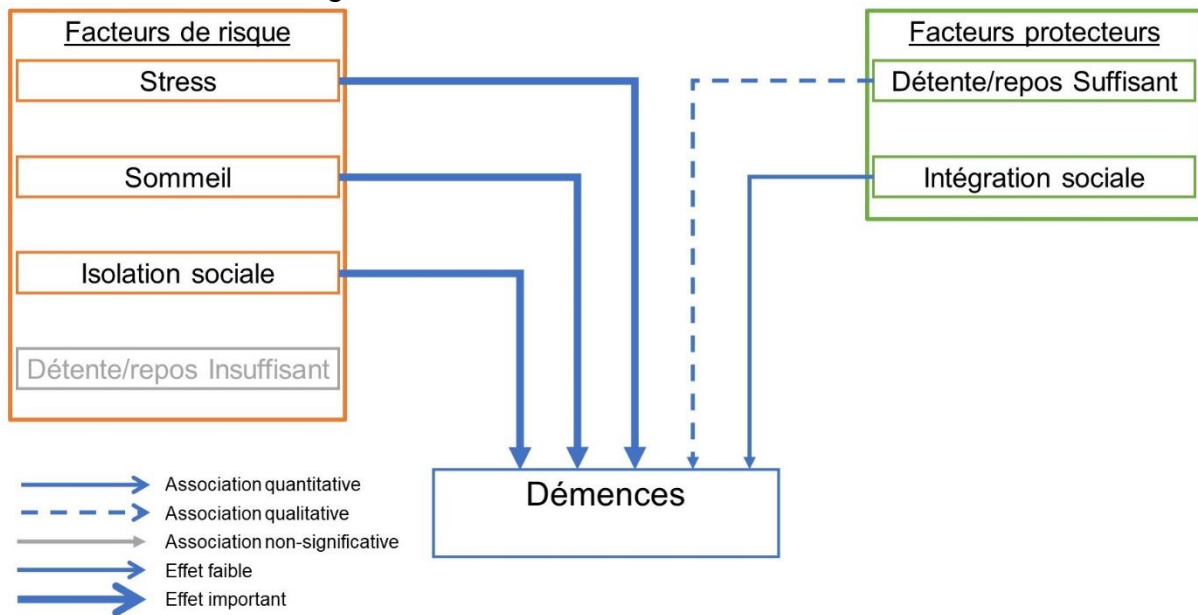 Facteurs de risque
Stress
Sommeil
Isolation sociale
Détente/repos Insuffisant
Facteurs protecteurs
Détente/repos Suffisant
Intégration sociale
Démences
Association quantitative
Association qualitative
Association non-significative
Effet faible
Effet important